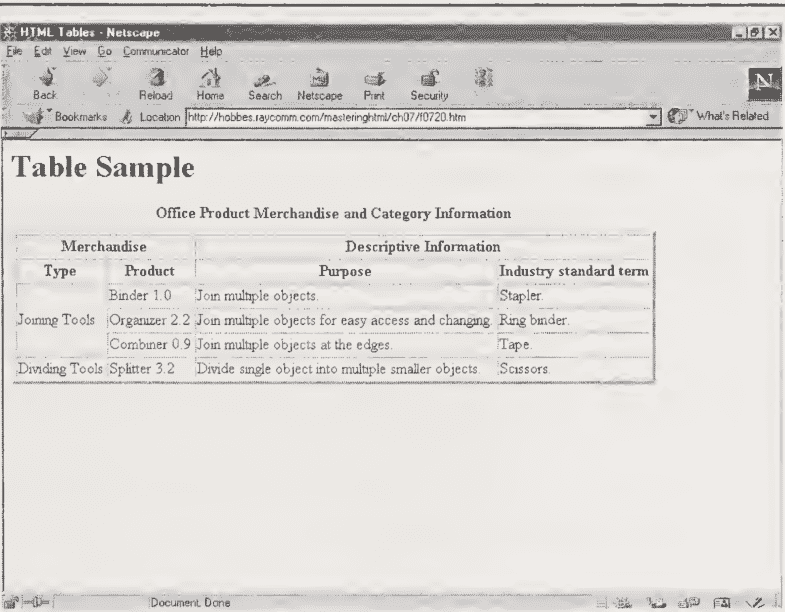 HTML Tables - Netscape
File Edit View Go Communicator Help
Back Reload Home Search Netscape Print Security
N
Bookmarks Location http://hobbes.raycomm.com/masteringhtml/ch07/f0720.htm What's Related
Table Sample
Office Product Merchandise and Category Information
Merchandise Descriptive Information
Type Product Purpose Industry standard term
Binder 1.0 Join multiple objects. Stapler.
Joining Tools Organizer 2.2 Join multiple objects for easy access and changing. Ring binder.
Combiner 0.9 Join multiple objects at the edges. Tape.
Dividing Tools Splitter 3.2 Divide single object into multiple smaller objects. Scissors.
Document: Done